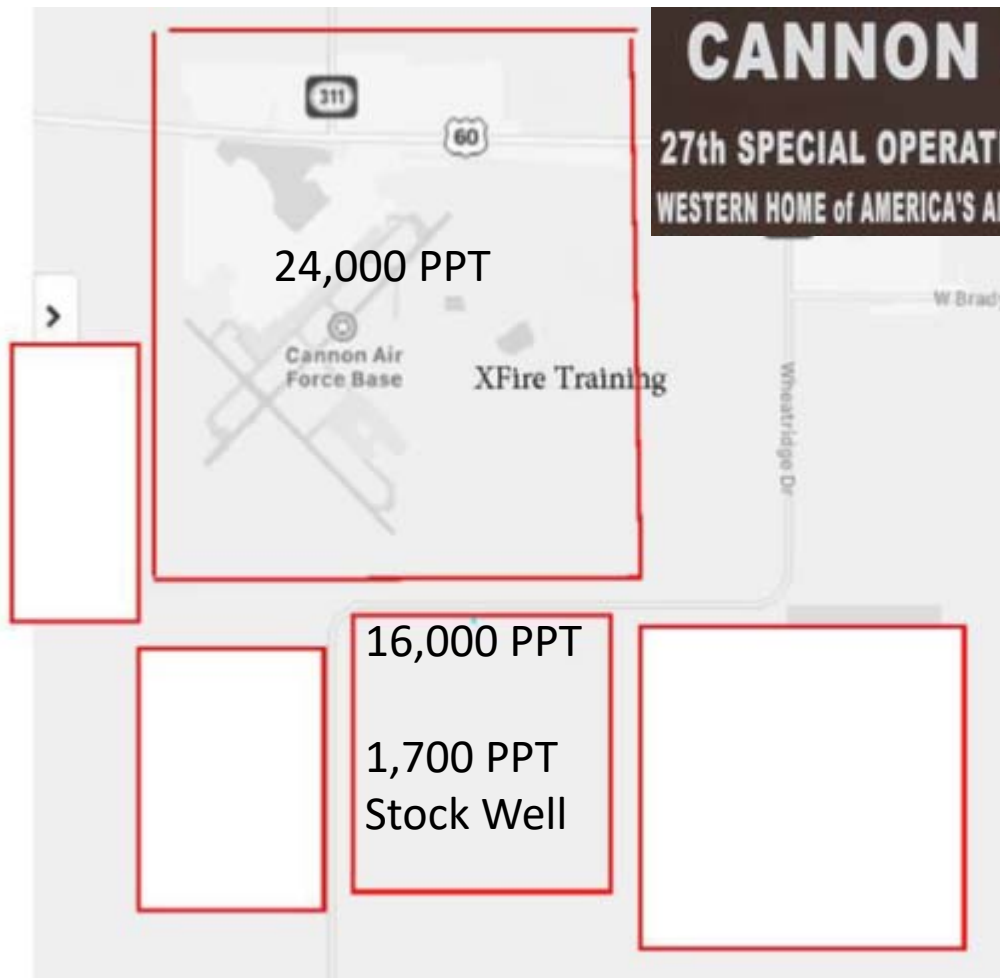 CANNON
27th SPECIAL OPERATI
WESTERN HOME of AMERICA'S
311
60
24,000 PPT
W Brady
Cannon Air
Force Base
XFire Training
Wheatridge Dr
16,000 PPT
1,700 PPT
Stock Well